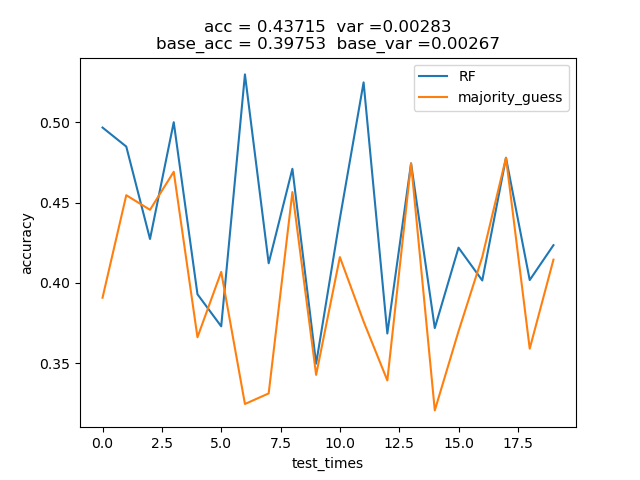 acc = 0.43715  var =0.00283
base_acc = 0.39753  base_var =0.00267
RF
majority_guess
0.50
0.45
0.40
0.35
accuracy
0.0 2.5 5.0 7.5 10.0 12.5 15.0 17.5
test_times